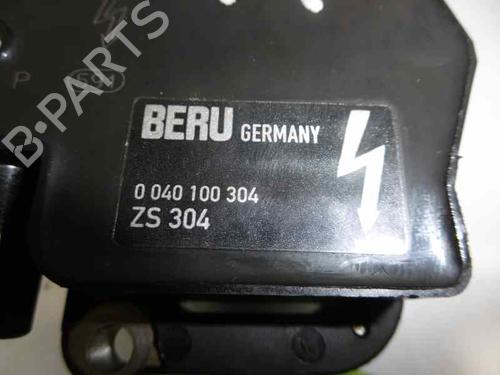 B-PARTS
P
BERU GERMANY
0 040 100 304
ZS 304